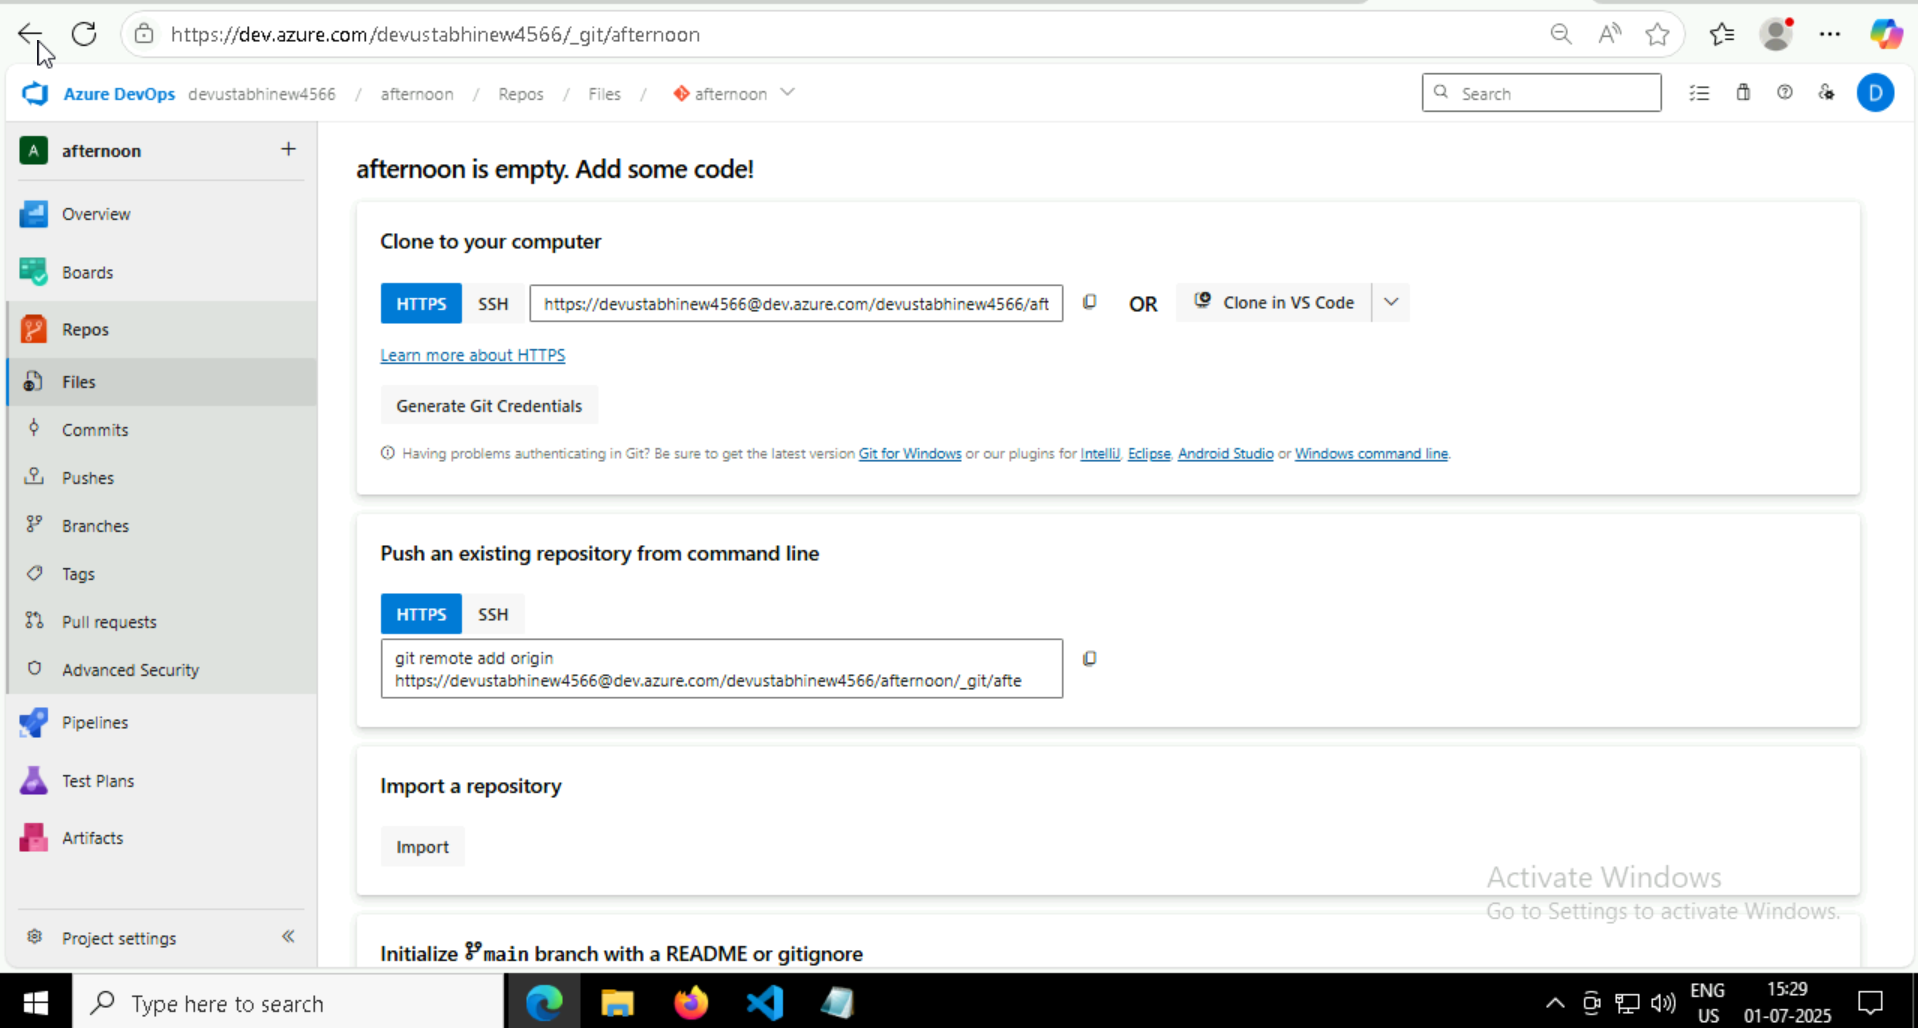 https://dev.azure.com/devustabhinew4566/_git/afternoon
Azure DevOps devustabhinew4566 / afternoon / Repos / Files / afternoon
Search
D
A afternoon
Overview
Boards
Repos
Files
Commits
Pushes
Branches
Tags
Pull requests
Advanced Security
Pipelines
Test Plans
Artifacts
Project settings
afternoon is empty. Add some code!
Clone to your computer
HTTPS SSH https://devustabhinew4566@dev.azure.com/devustabhinew4566/aft OR Clone in VS Code
Learn more about HTTPS
Generate Git Credentials
Having problems authenticating in Git? Be sure to get the latest version Git for Windows or our plugins for IntelliJ, Eclipse, Android Studio or Windows command line.
Push an existing repository from command line
HTTPS SSH
git remote add origin
https://devustabhinew4566@dev.azure.com/devustabhinew4566/afternoon/_git/afte
Import a repository
Import
Initialize main branch with a README or gitignore
Activate Windows
Go to Settings to activate Windows.
Type here to search
ENG
US
15:29
01-07-2025